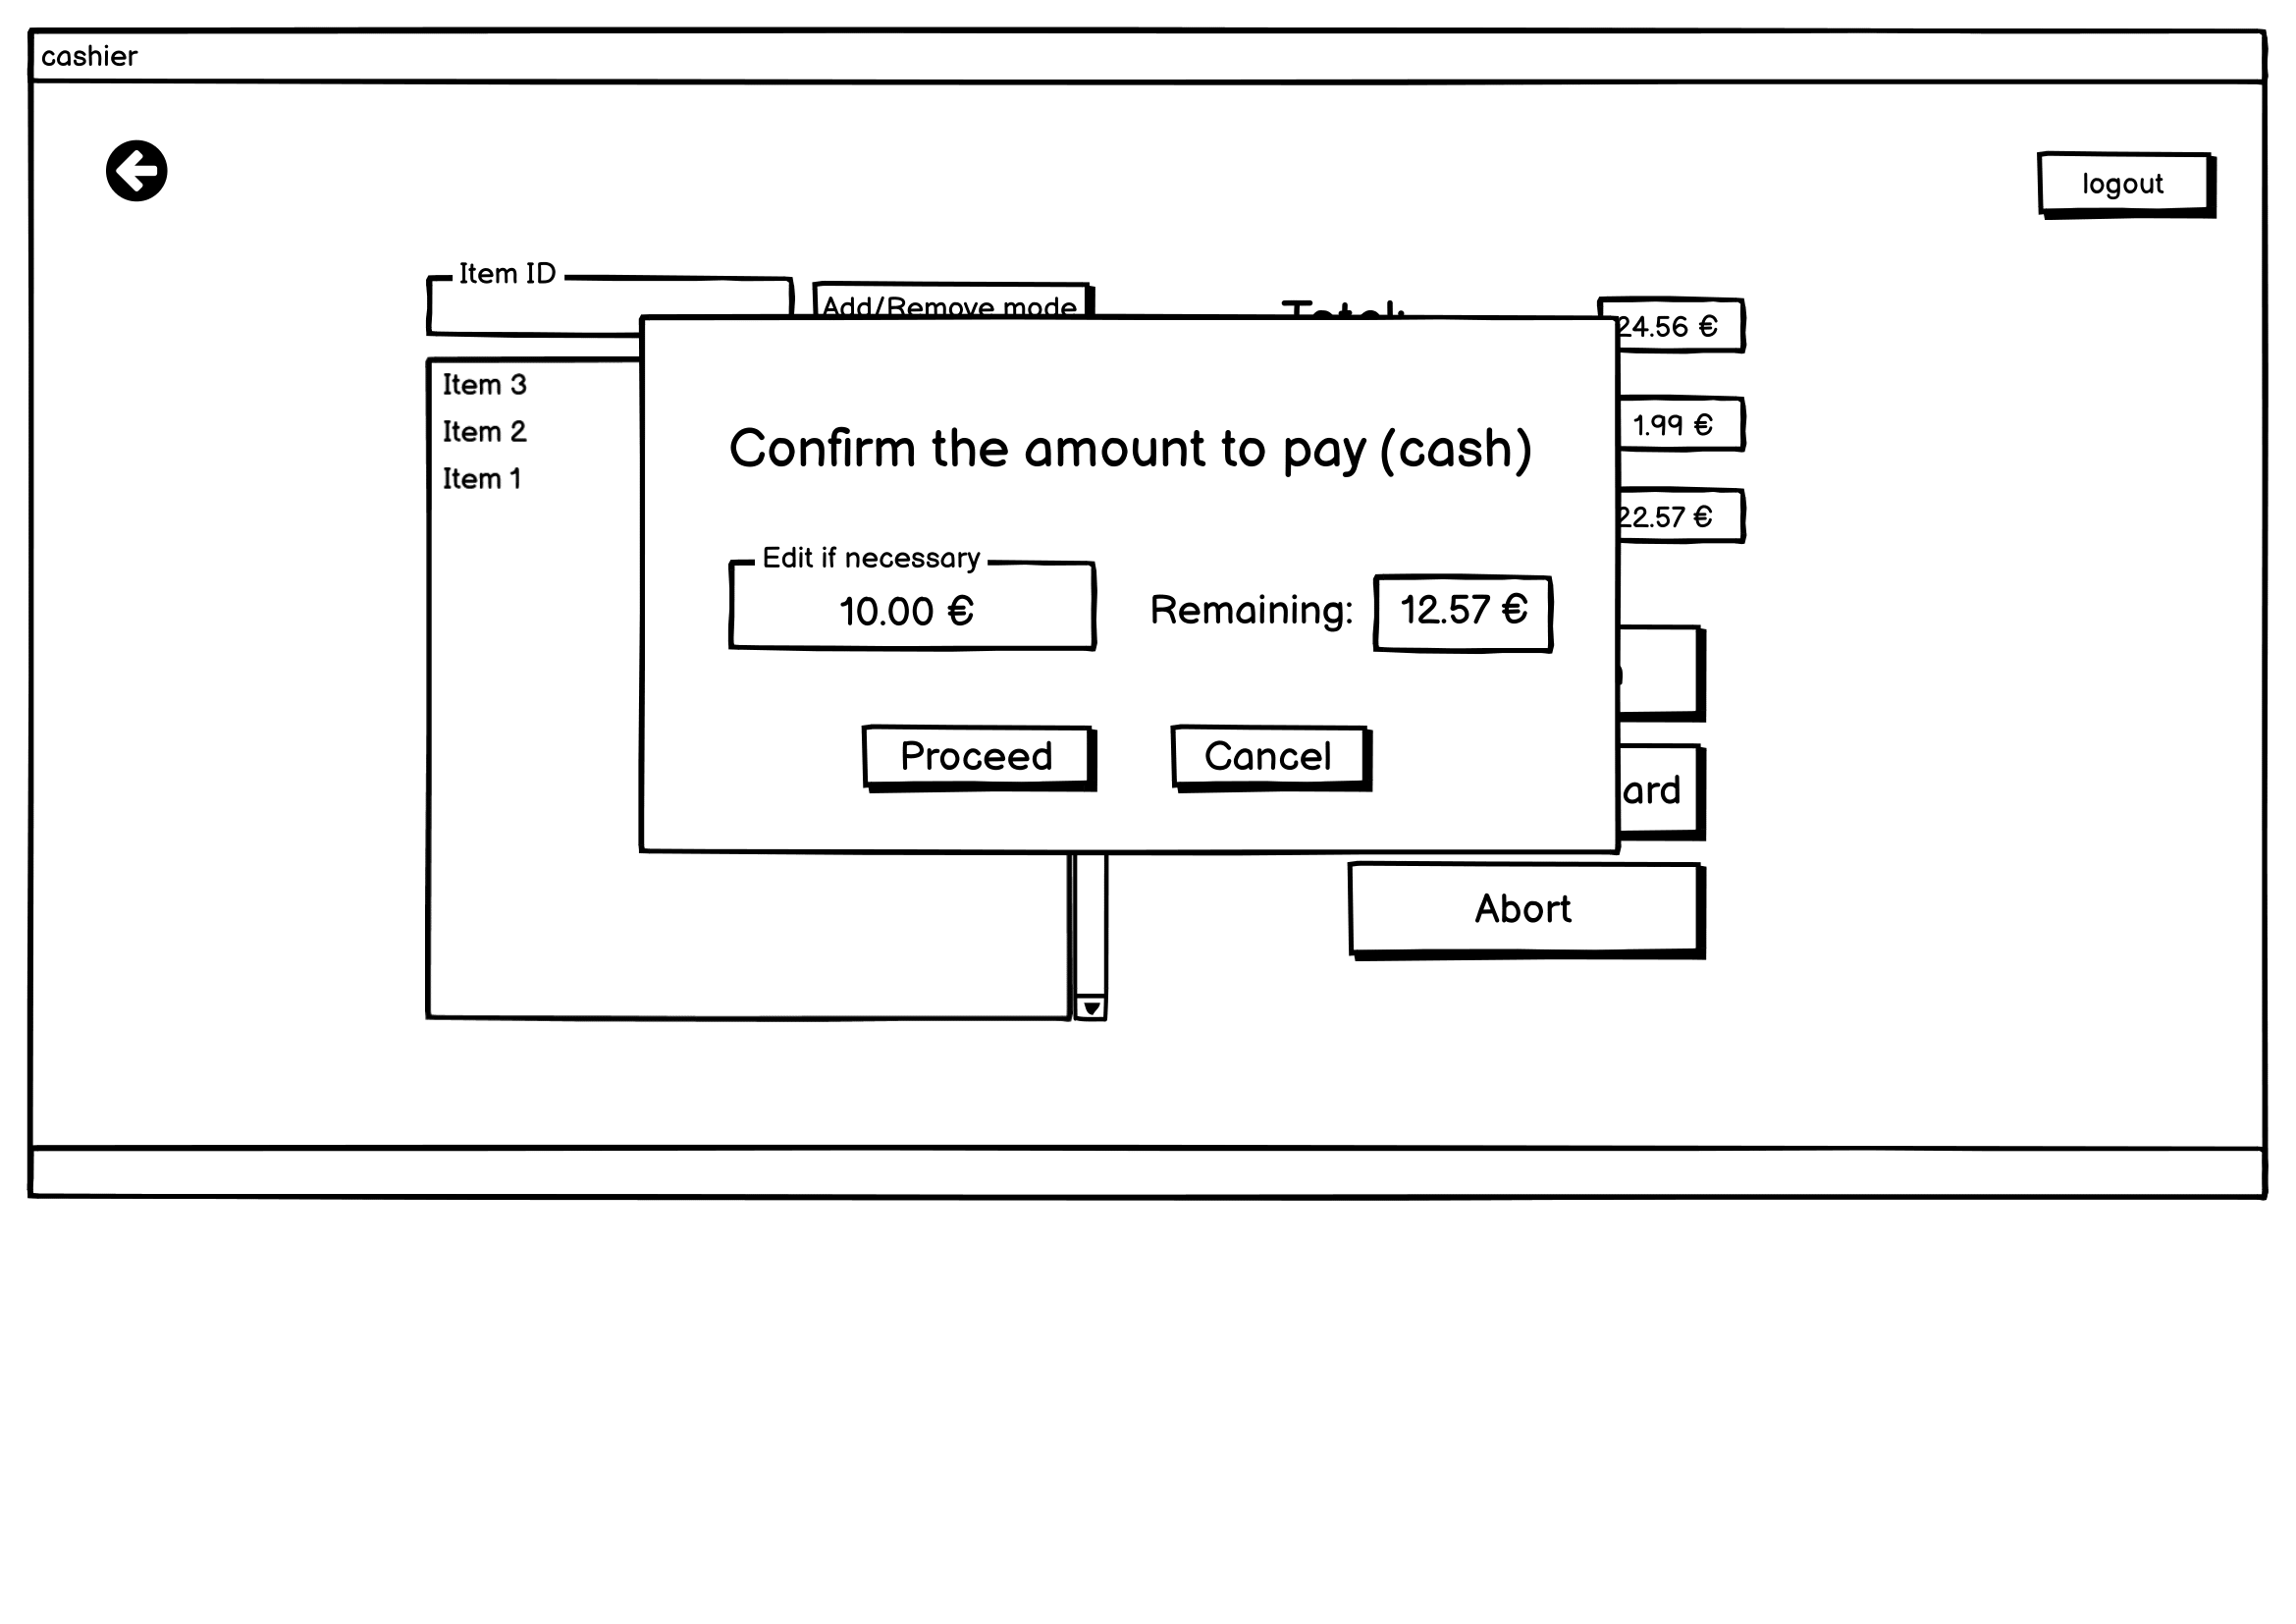 cashier
logout
Item ID
Add/Remove mode
Total:
24.56 €
Item 3
Item 2
Item 1
1.99 €
22.57 €
Confirm the amount to pay (cash)
Edit if necessary
10.00 €
Remaining:
12.57 €
Proceed
Cancel
ard
Abort